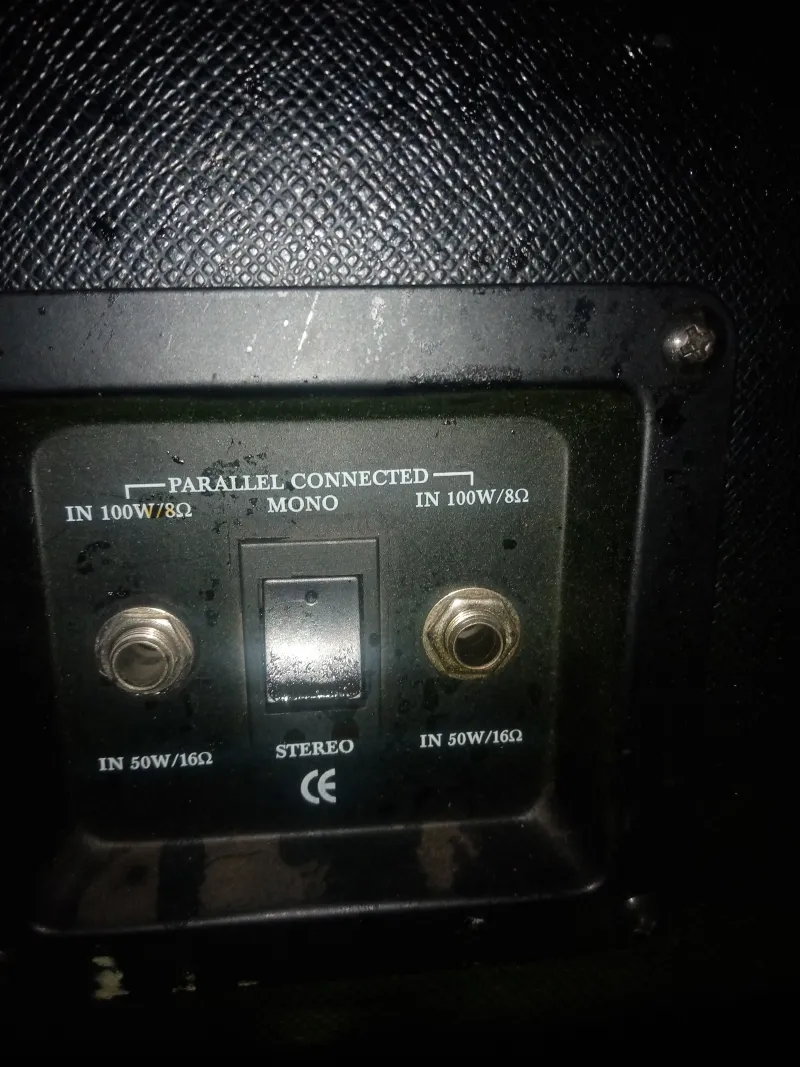 PARALLEL CONNECTED
IN 100W/8Ω MONO IN 100W/8Ω
IN 50W/16Ω STEREO IN 50W/16Ω
CE